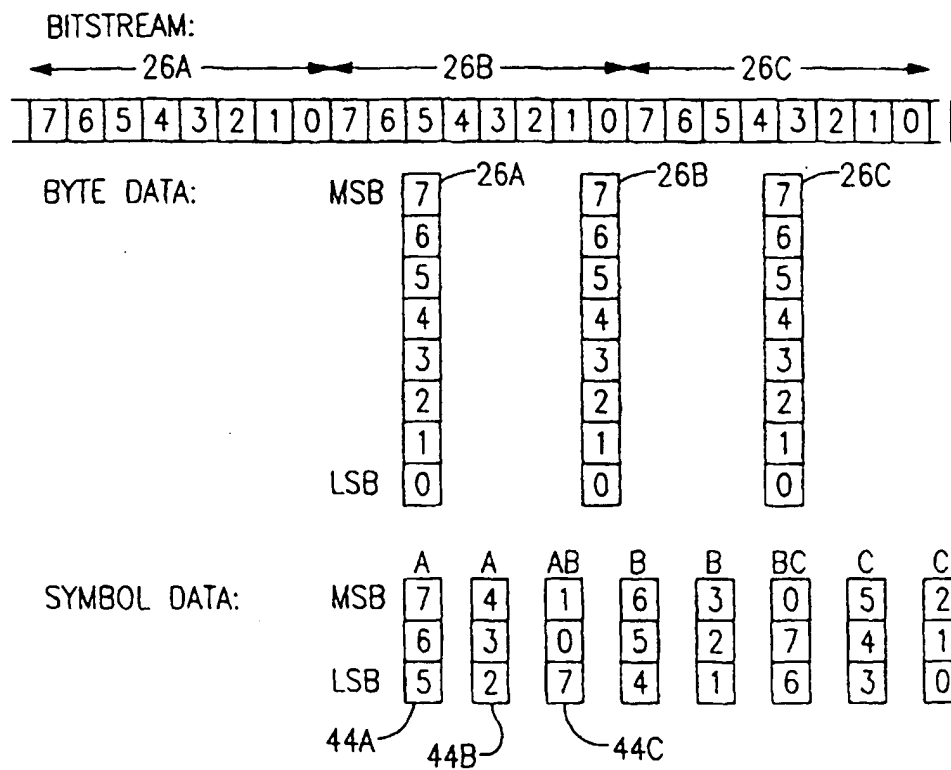 BITSTREAM:
26A 26B 26C
7 6 5 4 3 2 1 0 7 6 5 4 3 2 1 0 7 6 5 4 3 2 1 0
BYTE DATA: MSB 7 26A 7 26B 7 26C
6 6 6
5 5 5
4 4 4
3 3 3
2 2 2
1 1 1
LSB 0 0 0
A A AB B B BC C C
SYMBOL DATA: MSB 7 4 1 6 3 0 5 2
6 3 0 5 2 7 4 1
LSB 5 2 7 4 1 6 3 0
44A 44B 44C